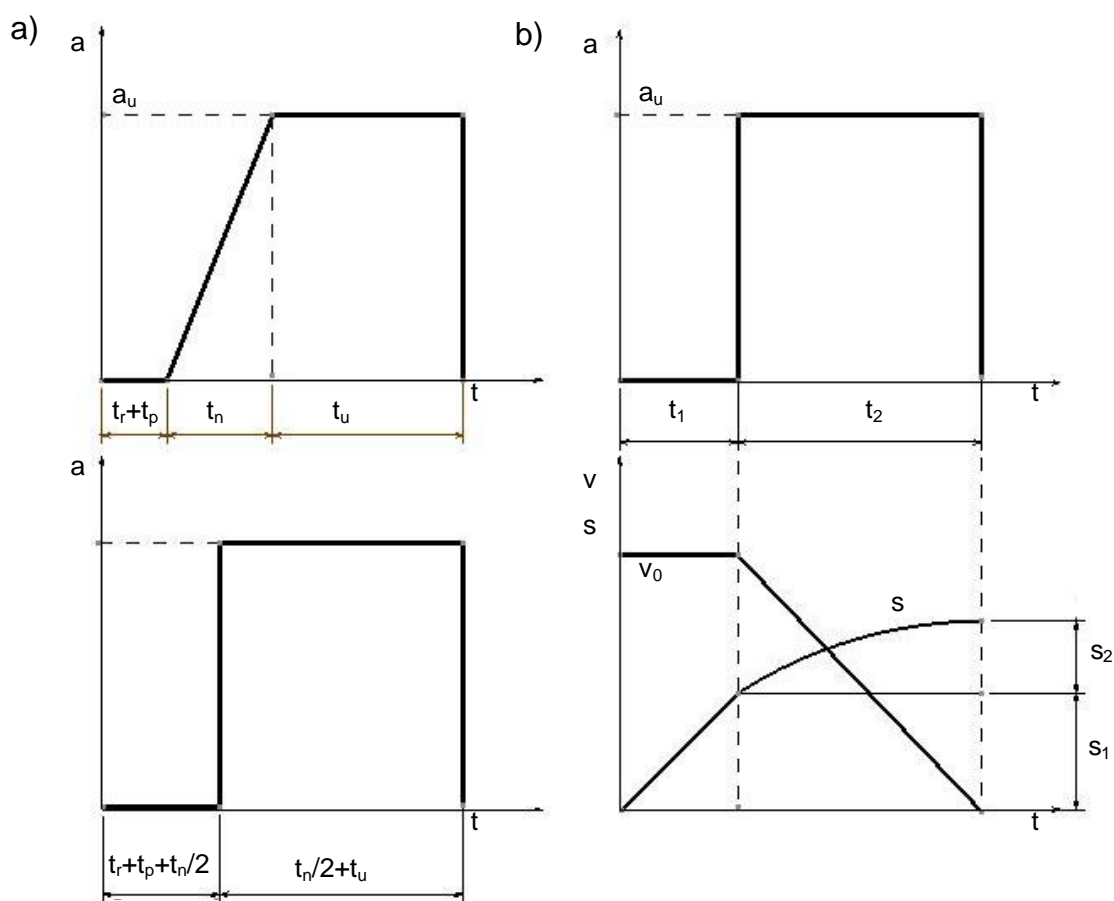 a)
a
a_u
t
t_r+t_p
t_n
t_u
a
t
t_r+t_p+t_n/2
t_n/2+t_u
b)
a
a_u
t
t_1
t_2
v
s
v_0
s
s_2
s_1
t